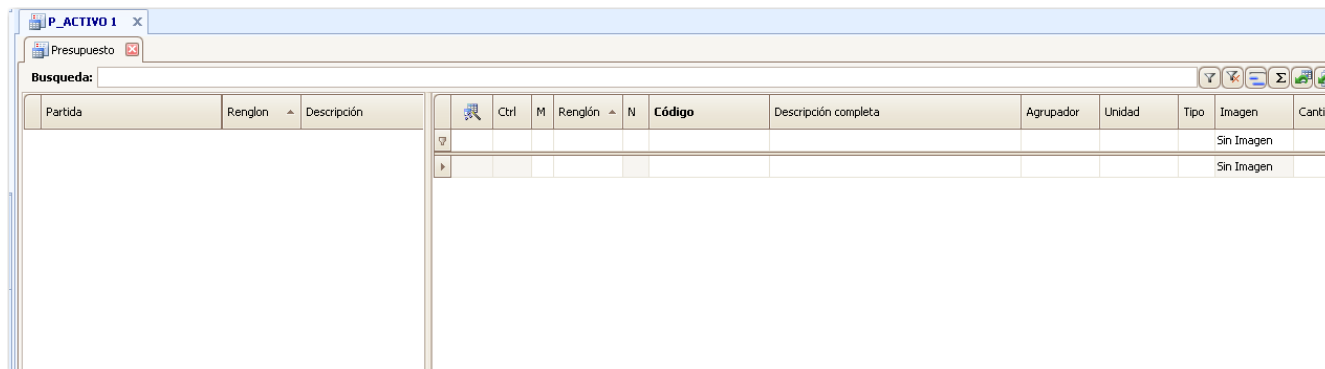 P_ACTIVO 1 X
Presupuesto
Busqueda:
Partida Renglon Descripción Ctrl M Renglón N Código Descripción completa Agrupador Unidad Tipo Imagen Canti
Sin Imagen
Sin Imagen